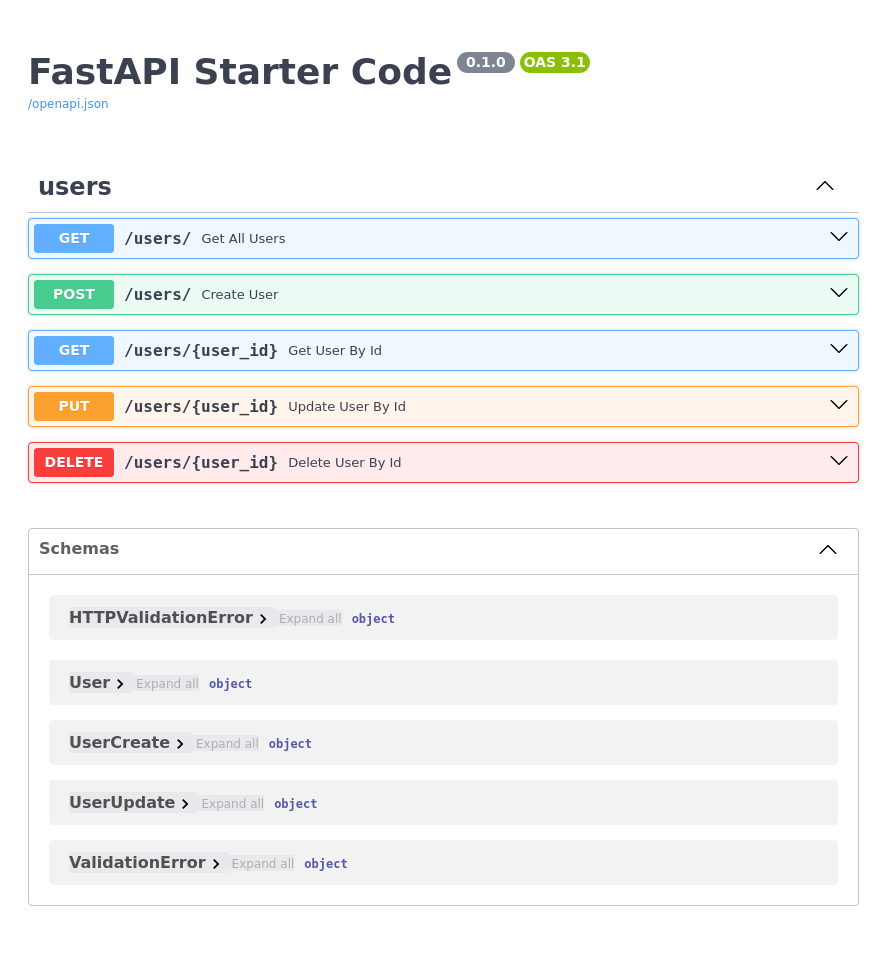 FastAPI Starter Code 0.1.0 OAS 3.1
/openapi.json
users
GET /users/ Get All Users
POST /users/ Create User
GET /users/{user_id} Get User By Id
PUT /users/{user_id} Update User By Id
DELETE /users/{user_id} Delete User By Id
Schemas
HTTPValidationError Expand all object
User Expand all object
UserCreate Expand all object
UserUpdate Expand all object
ValidationError Expand all object